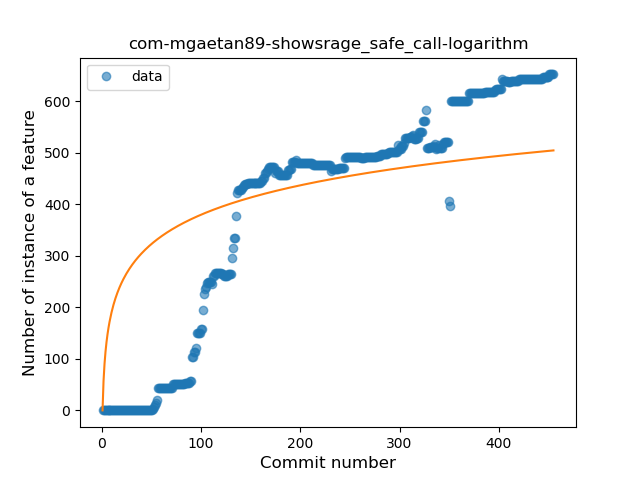 com-mgaetan89-showsrage_safe_call-logarithm
data
Number of instance of a feature
600
500
400
300
200
100
0
0 100 200 300 400
Commit number